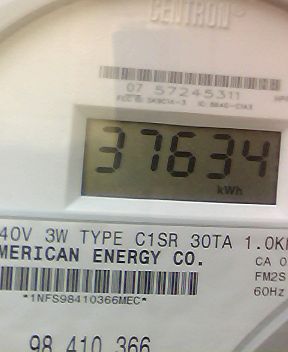 CENTRON
07 57245311
37634
kWh
40V 3W TYPE C1SR 30TA 1.0K
MERICAN ENERGY CO.
CA 0
FM2S
60Hz
*1NFS98410366MEC*
98 410 366